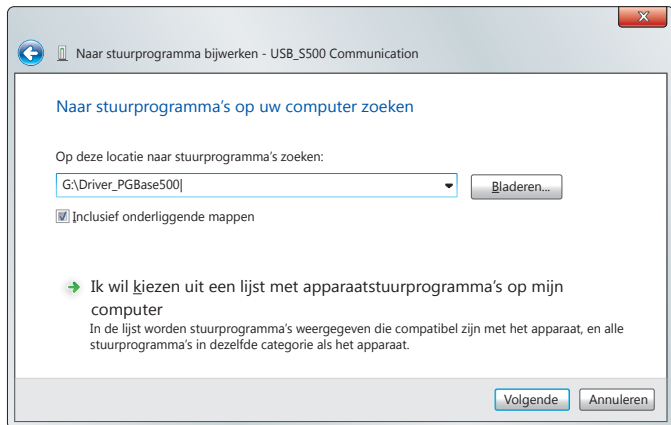 Naar stuurprogramma bijwerken - USB_S500 Communication
Naar stuurprogramma's op uw computer zoeken
Op deze locatie naar stuurprogramma's zoeken:
G:\Driver_PGBase500
Bladeren...
Inclusief onderliggende mappen
Ik wil kiezen uit een lijst met apparaatstuurprogramma's op mijn
computer
In de lijst worden stuurprogramma's weergegeven die compatibel zijn met het apparaat, en alle
stuurprogramma's in dezelfde categorie als het apparaat.
Volgende
Annuleren